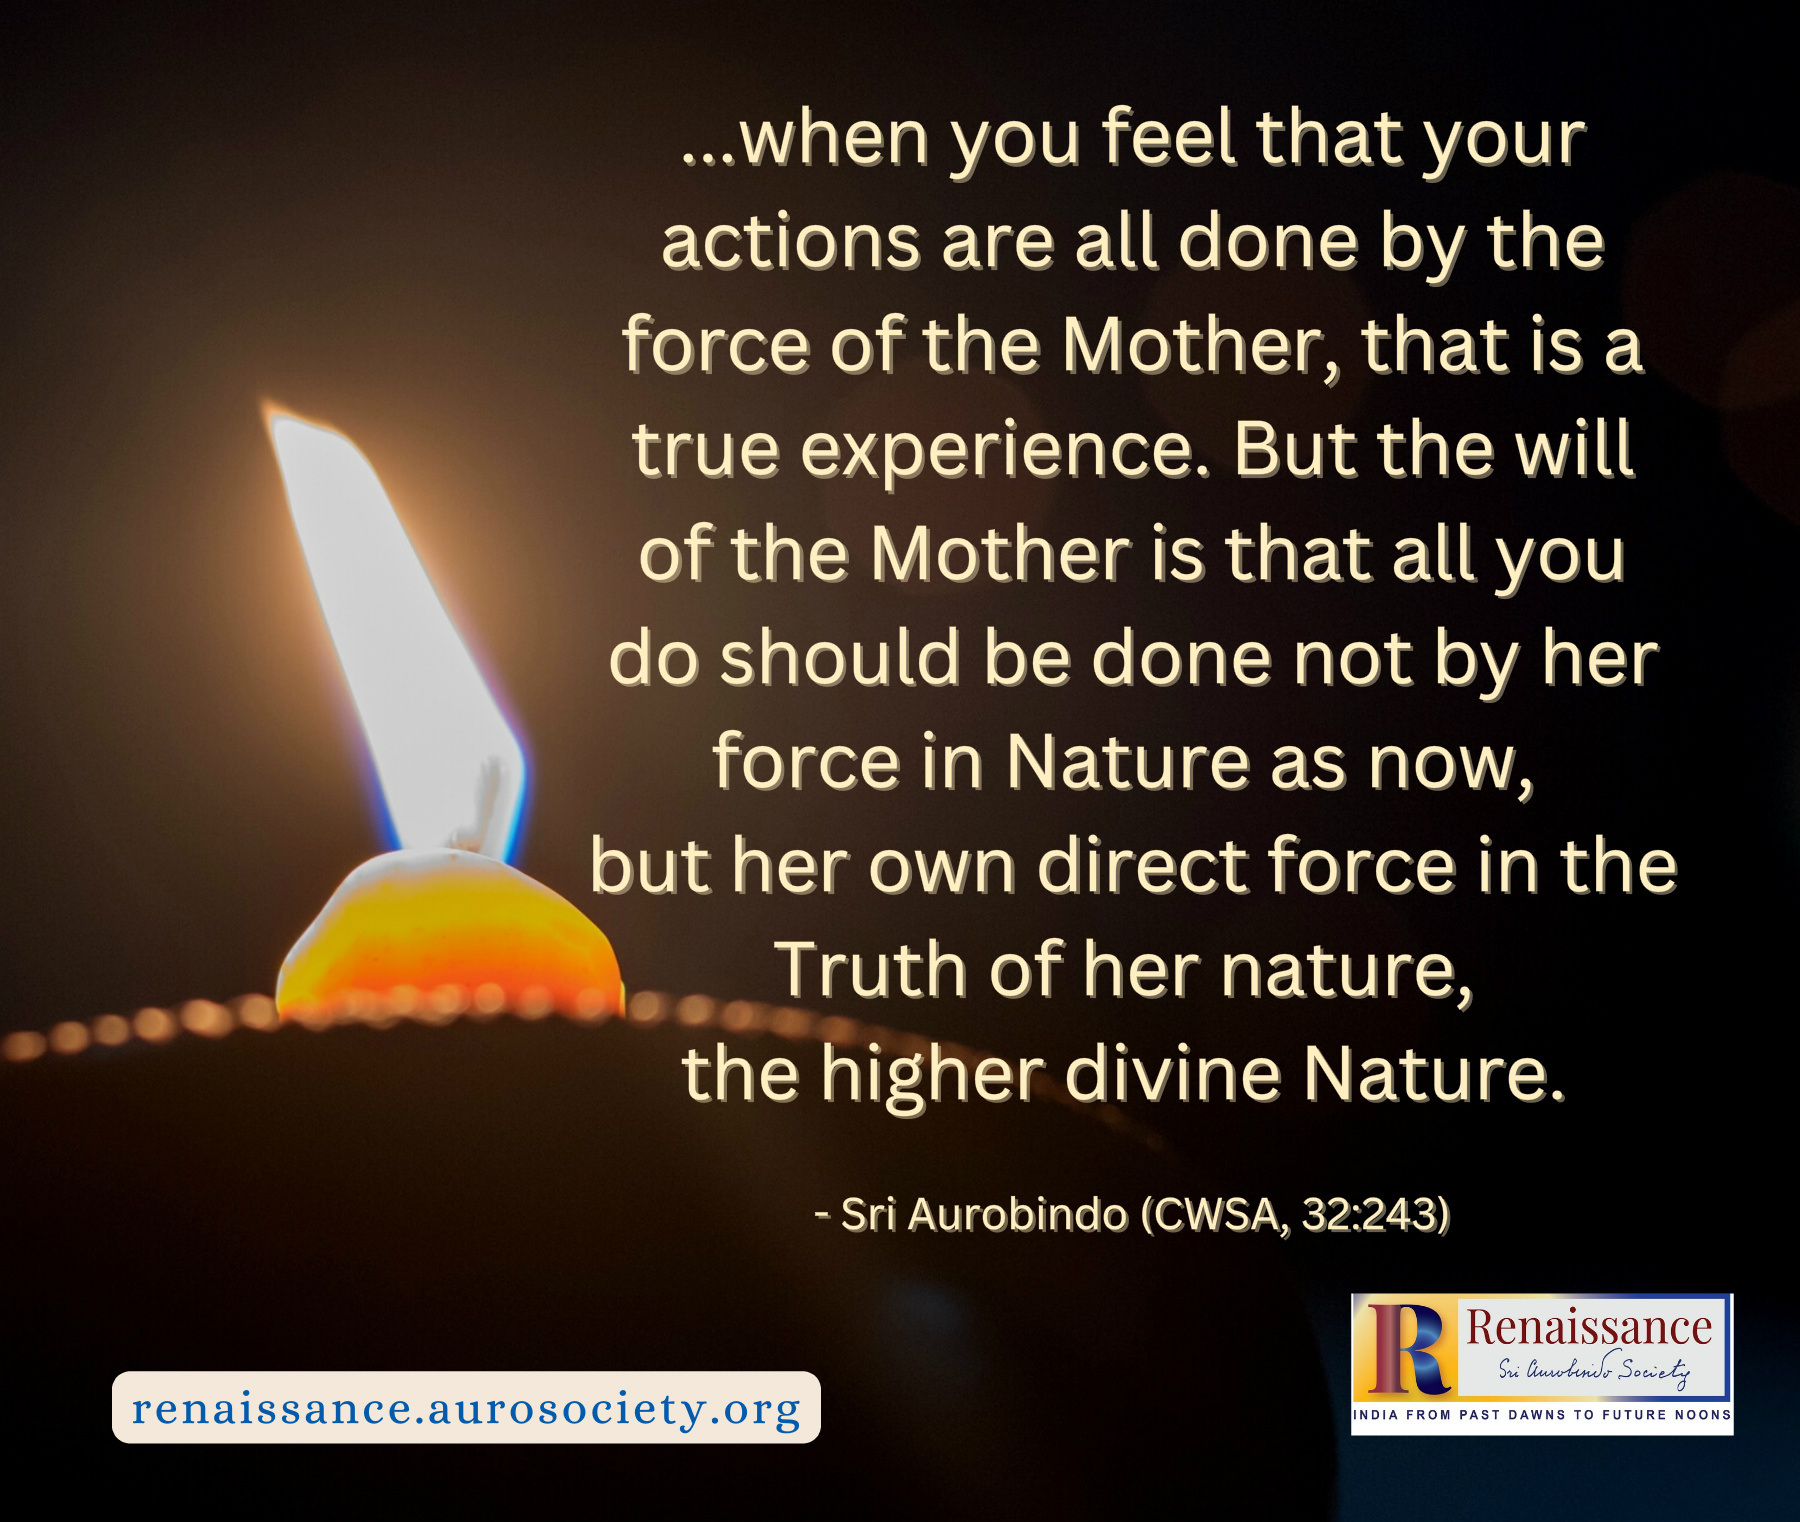 ...when you feel that your
actions are all done by the
force of the Mother, that is a
true experience. But the will
of the Mother is that all you
do should be done not by her
force in Nature as now,
but her own direct force in the
Truth of her nature,
the higher divine Nature.
- Sri Aurobindo (CWSA, 32:243)
R Renaissance
Sri Aurobindo Society
INDIA FROM PAST DAWNS TO FUTURE NOONS
renaissance.aurosociety.org